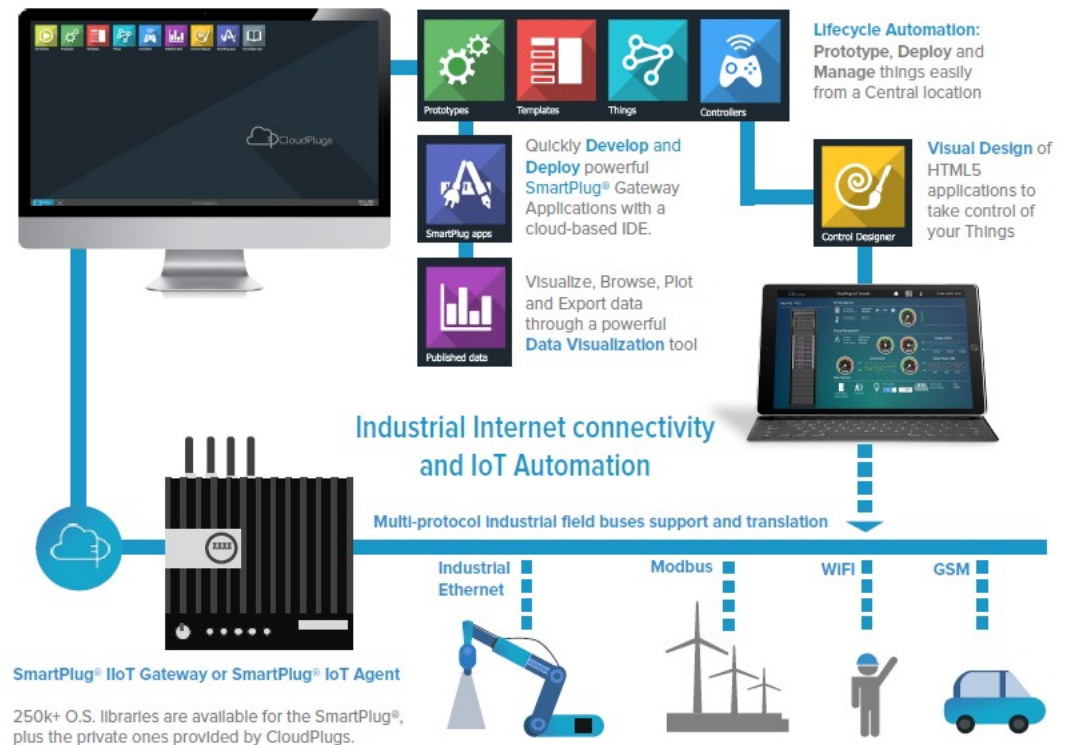 CloudPlugs
Prototypes
Templates
Things
Controllers
Lifecycle Automation:
Prototype, Deploy and
Manage things easily
from a Central location
SmartPlug apps
Quickly Develop and
Deploy powerful
SmartPlug® Gateway
Applications with a
cloud-based IDE.
Control Designer
Visual Design of
HTML5
applications to
take control of
your Things
Published data
Visualize, Browse, Plot
and Export data
through a powerful
Data Visualization tool
Industrial Internet connectivity
and IoT Automation
Multi-protocol industrial field buses support and translation
XXXX
Industrial
Ethernet
Modbus
WIFI
GSM
SmartPlug® IIoT Gateway or SmartPlug® IoT Agent
250k+ O.S. libraries are available for the SmartPlug®,
plus the private ones provided by CloudPlugs.